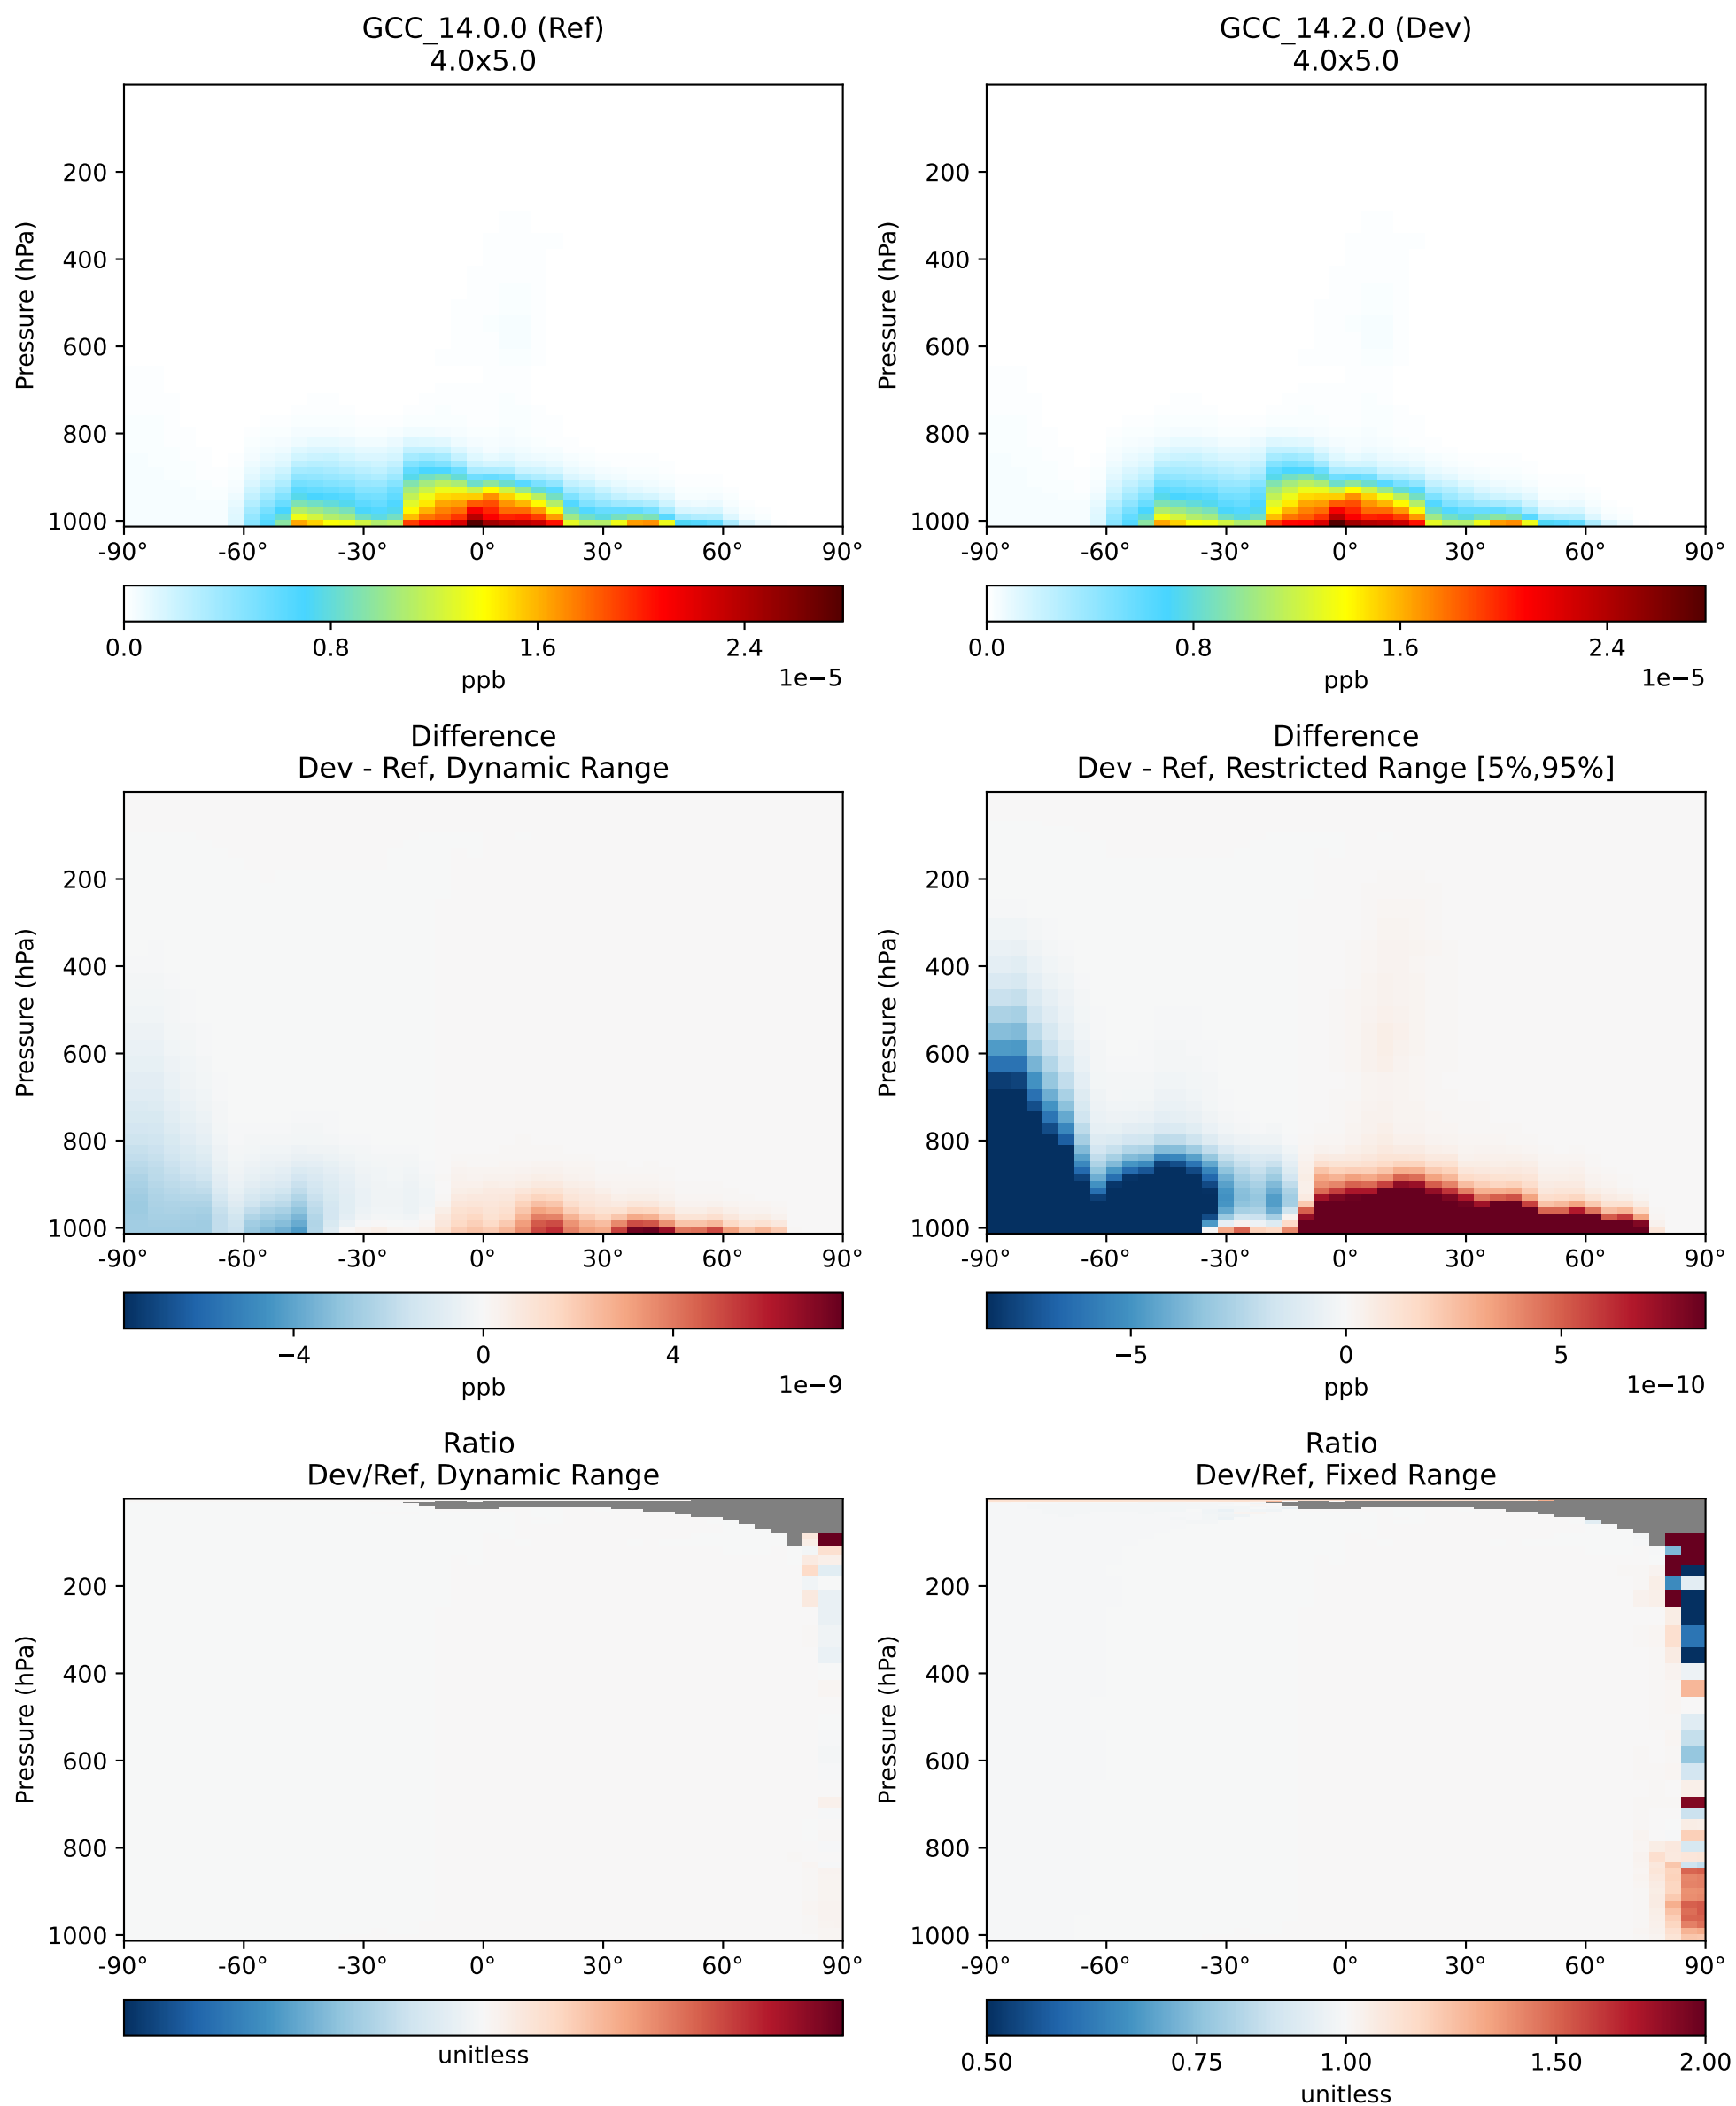 GCC_14.0.0 (Ref)
4.0x5.0
Pressure (hPa)
200
400
600
800
1000
-90° -60° -30° 0° 30° 60° 90°
0.0 0.8 1.6 2.4
1e−5
ppb
GCC_14.2.0 (Dev)
4.0x5.0
Pressure (hPa)
200
400
600
800
1000
-90° -60° -30° 0° 30° 60° 90°
0.0 0.8 1.6 2.4
1e−5
ppb
Difference
Dev - Ref, Dynamic Range
Pressure (hPa)
200
400
600
800
1000
-90° -60° -30° 0° 30° 60° 90°
−4 0 4
1e−9
ppb
Difference
Dev - Ref, Restricted Range [5%,95%]
Pressure (hPa)
200
400
600
800
1000
-90° -60° -30° 0° 30° 60° 90°
−5 0 5
1e−10
ppb
Ratio
Dev/Ref, Dynamic Range
Pressure (hPa)
200
400
600
800
1000
-90° -60° -30° 0° 30° 60° 90°
unitless
Ratio
Dev/Ref, Fixed Range
Pressure (hPa)
200
400
600
800
1000
-90° -60° -30° 0° 30° 60° 90°
0.50 0.75 1.00 1.50 2.00
unitless